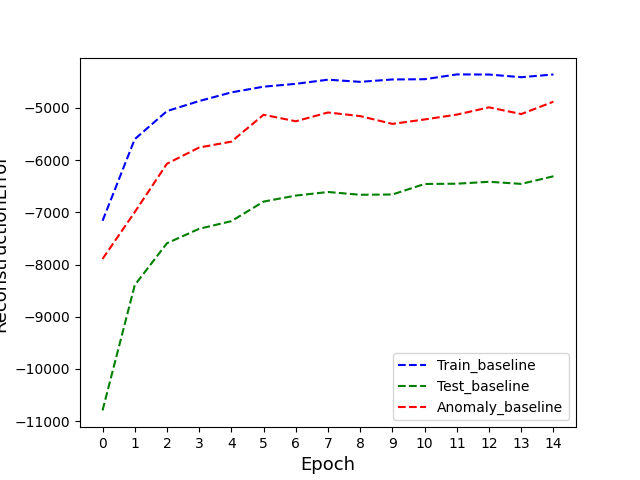 ReconstructionError
−5000
−6000
−7000
−8000
−9000
−10000
−11000
0 1 2 3 4 5 6 7 8 9 10 11 12 13 14
Epoch
Train_baseline
Test_baseline
Anomaly_baseline